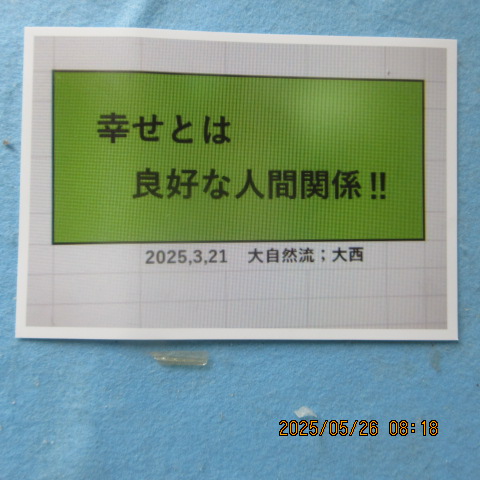 幸せとは
良好な人間関係!!
2025,3,21 大自然流;大西
2025/05/26 08:18